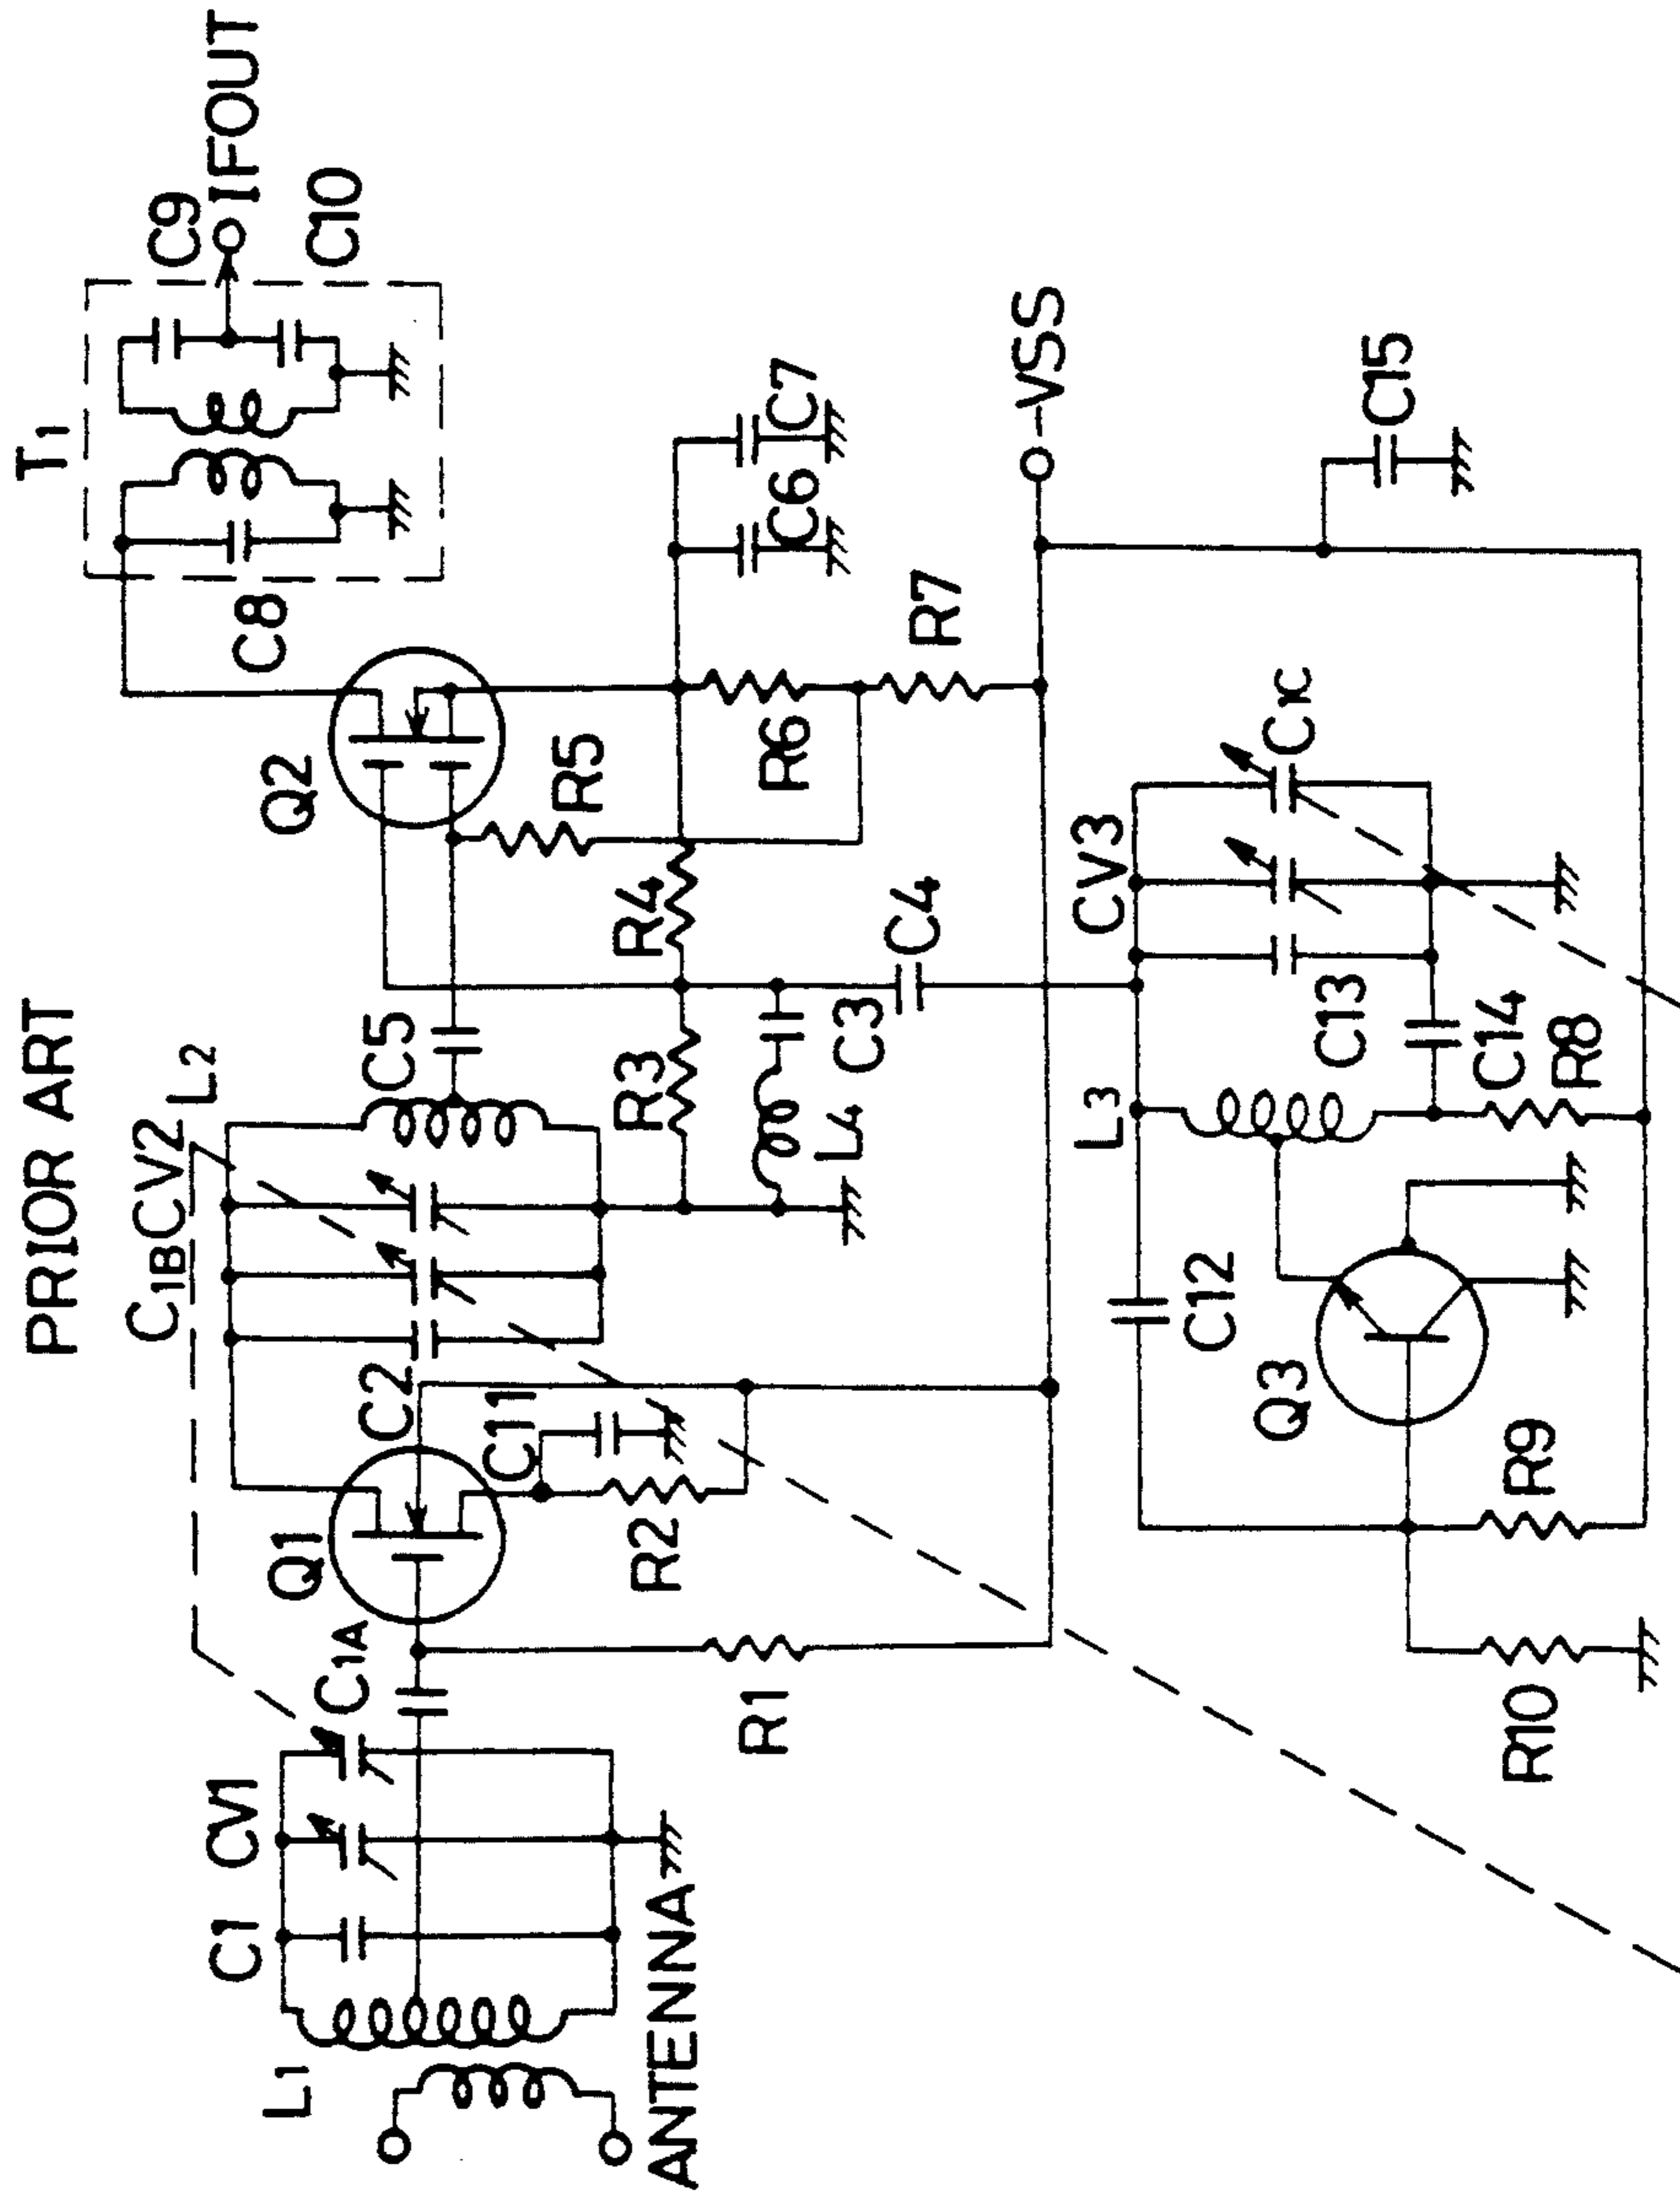 PRIOR ART
T1
C9
IFOUT
C10
C8
Q2
C1B
CV2
L2
C5
R5
R4
R3
R6
R7
C6
C7
C3
L4
C4
-VSS
C15
Q1
C2
C11
R2
C1A
CV1
C1
L1
ANTENNA
R1
CV3
C1C
C13
L3
C14
R8
C12
Q3
R9
R10